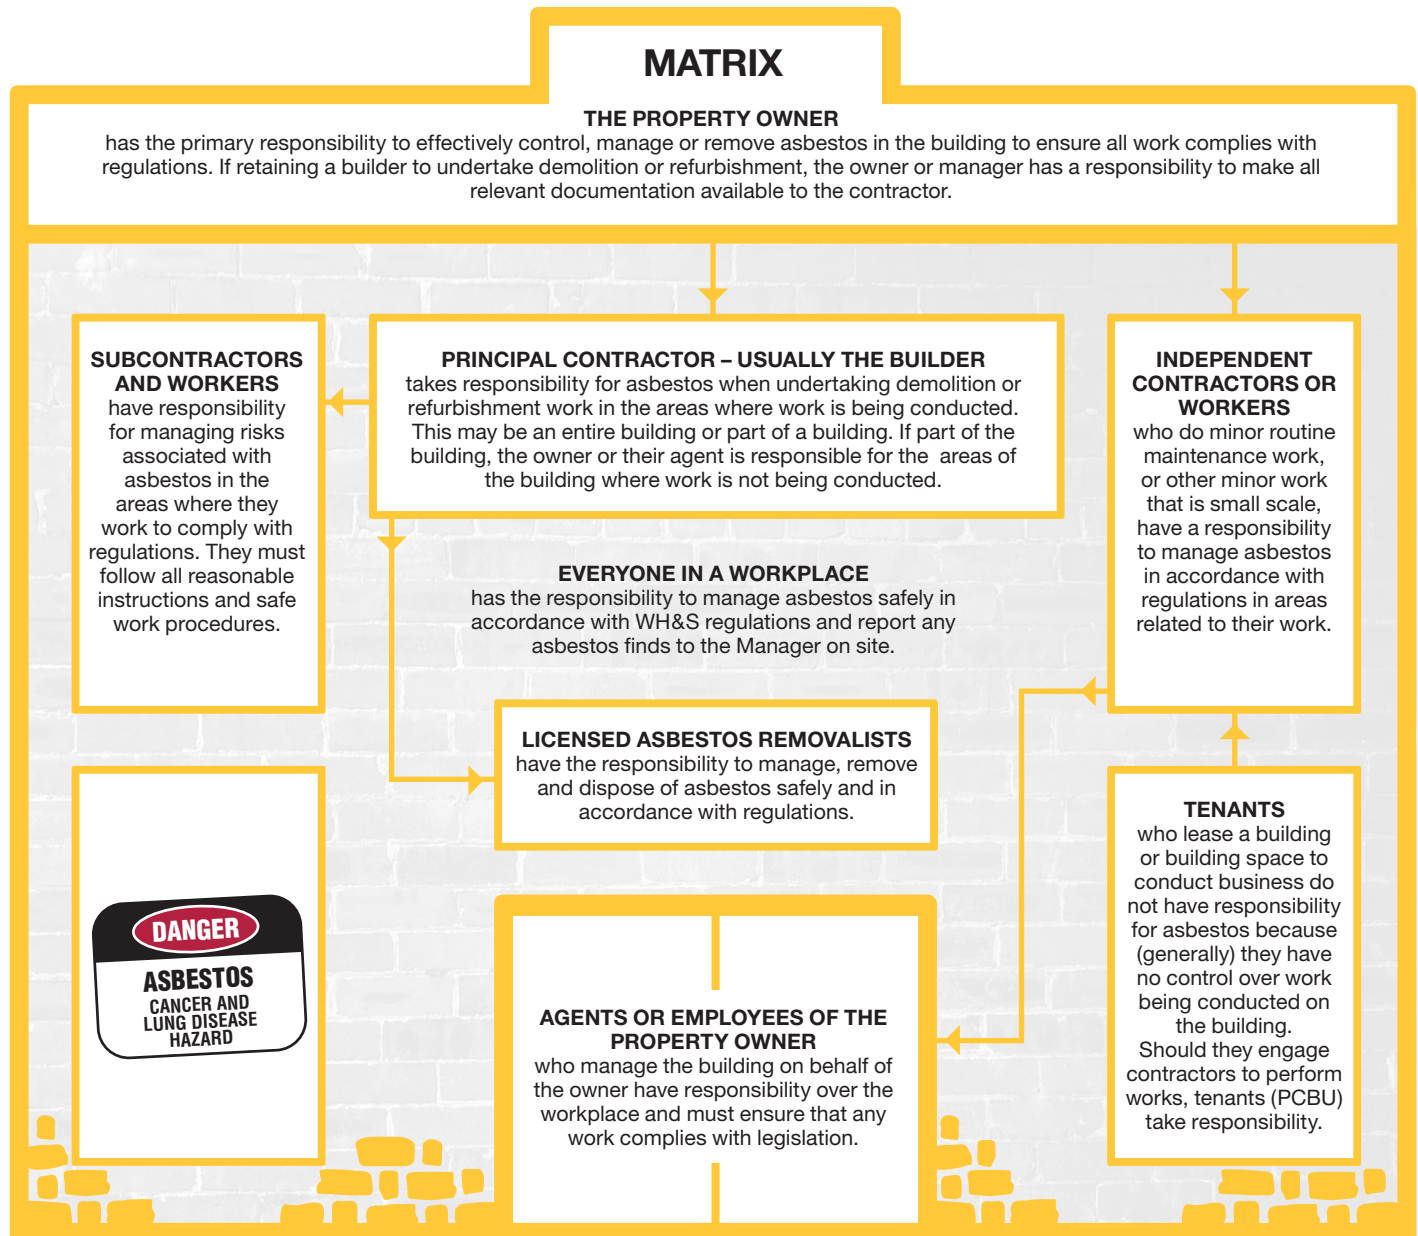 MATRIX
THE PROPERTY OWNER
has the primary responsibility to effectively control, manage or remove asbestos in the building to ensure all work complies with
regulations. If retaining a builder to undertake demolition or refurbishment, the owner or manager has a responsibility to make all
relevant documentation available to the contractor.
SUBCONTRACTORS
AND WORKERS
have responsibility
for managing risks
associated with
asbestos in the
areas where they
work to comply with
regulations. They must
follow all reasonable
instructions and safe
work procedures.
PRINCIPAL CONTRACTOR – USUALLY THE BUILDER
takes responsibility for asbestos when undertaking demolition or
refurbishment work in the areas where work is being conducted.
This may be an entire building or part of a building. If part of the
building, the owner or their agent is responsible for the areas of
the building where work is not being conducted.
INDEPENDENT
CONTRACTORS OR
WORKERS
who do minor routine
maintenance work,
or other minor work
that is small scale,
have a responsibility
to manage asbestos
in accordance with
regulations in areas
related to their work.
EVERYONE IN A WORKPLACE
has the responsibility to manage asbestos safely in
accordance with WH&S regulations and report any
asbestos finds to the Manager on site.
LICENSED ASBESTOS REMOVALISTS
have the responsibility to manage, remove
and dispose of asbestos safely and in
accordance with regulations.
TENANTS
who lease a building
or building space to
conduct business do
not have responsibility
for asbestos because
(generally) they have
no control over work
being conducted on
the building.
Should they engage
contractors to perform
works, tenants (PCBU)
take responsibility.
DANGER
ASBESTOS
CANCER AND
LUNG DISEASE
HAZARD
AGENTS OR EMPLOYEES OF THE
PROPERTY OWNER
who manage the building on behalf of
the owner have responsibility over the
workplace and must ensure that any
work complies with legislation.